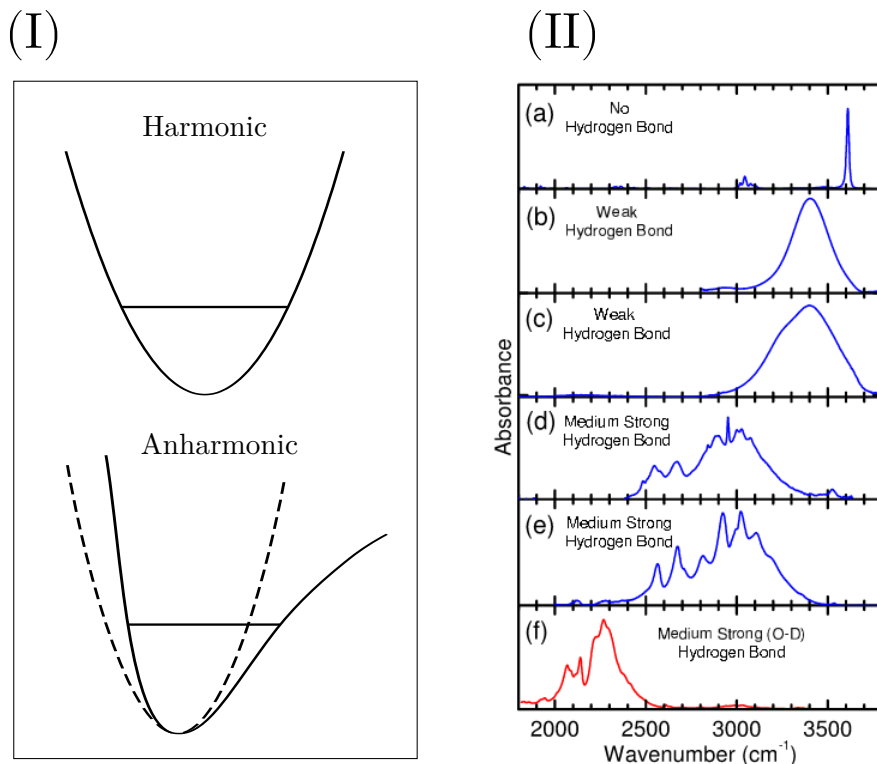 (I)
Harmonic
Anharmonic
(II)
(a)
No
Hydrogen Bond
(b)
Weak
Hydrogen Bond
(c)
Weak
Hydrogen Bond
(d)
Medium Strong
Hydrogen Bond
(e)
Medium Strong
Hydrogen Bond
(f)
Medium Strong (O-D)
Hydrogen Bond
Absorbance
2000 2500 3000 3500
Wavenumber (cm⁻¹)